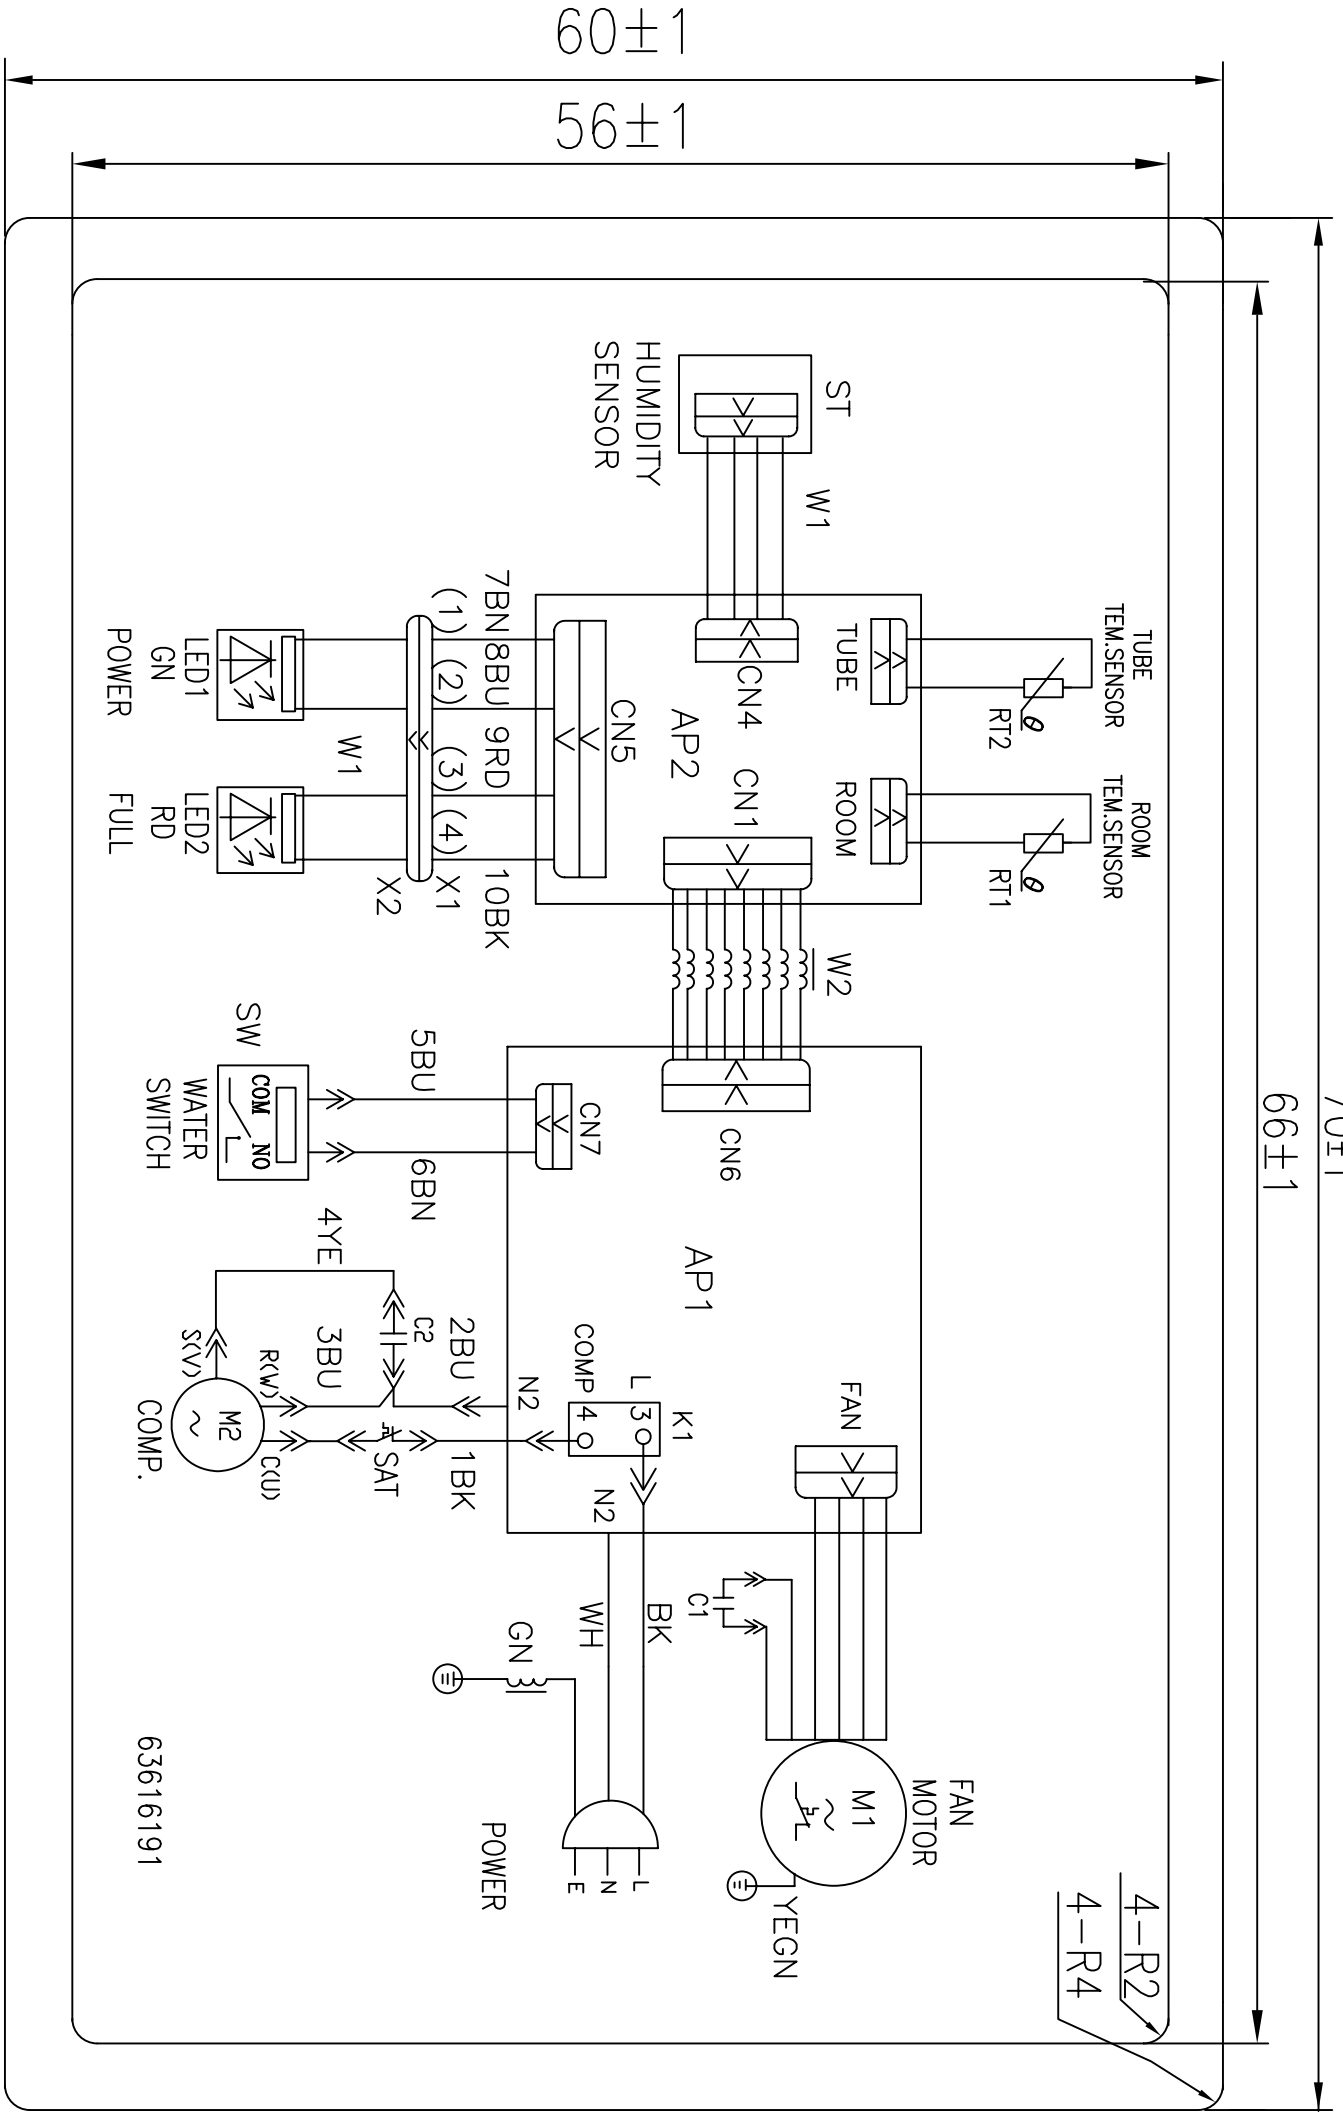 60±1
56±1
70±1
66±1
4-R2
4-R4
TUBE
TEM.SENSOR
RT2
θ
ROOM
TEM.SENSOR
RT1
θ
ST
HUMIDITY
SENSOR
W1
TUBE
ROOM
CN4
CN1
AP2
CN5
W2
CN6
AP1
CN7
FAN
K1
L
3
COMP
4
N2
N2
7BN
8BU
9RD
10BK
(1)
(2)
(3)
(4)
X1
X2
W1
LED1
GN
POWER
LED2
RD
FULL
5BU
6BN
SW
COM
NO
WATER
SWITCH
4YE
C2
2BU
3BU
1BK
SAT
S(V)
R(W)
C(U)
M2
~
COMP.
C1
BK
WH
GN
FAN
MOTOR
M1
~
YEGN
L
N
E
POWER
63616191